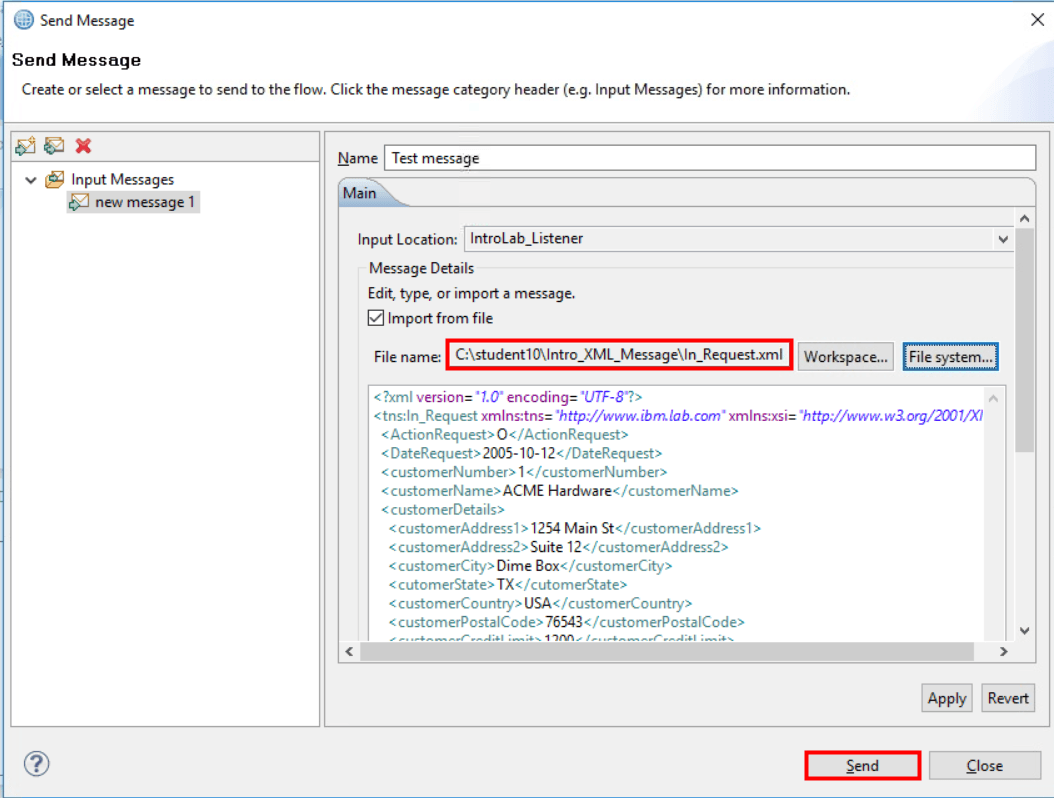 Send Message
Send Message
Create or select a message to send to the flow. Click the message category header (e.g. Input Messages) for more information.
Input Messages
new message 1
Name Test message
Main
Input Location: IntroLab_Listener
Message Details
Edit, type, or import a message.
Import from file
File name: C:\student10\Intro_XML_Message\In_Request.xml Workspace... File system...
<?xml version="1.0" encoding="UTF-8"?>
<tns:In_Request xmlns:tns="http://www.ibm.lab.com" xmlns:xsi="http://www.w3.org/2001/XI
<ActionRequest>O</ActionRequest>
<DateRequest>2005-10-12</DateRequest>
<customerNumber>1</customerNumber>
<customerName>ACME Hardware</customerName>
<customerDetails>
<customerAddress1>1254 Main St</customerAddress1>
<customerAddress2>Suite 12</customerAddress2>
<customerCity>Dime Box</customerCity>
<cutomerState>TX</cutomerState>
<customerCountry>USA</customerCountry>
<customerPostalCode>76543</customerPostalCode>
<customerCreditLimit>1200</customerCreditLimit>
Apply Revert
? Send Close